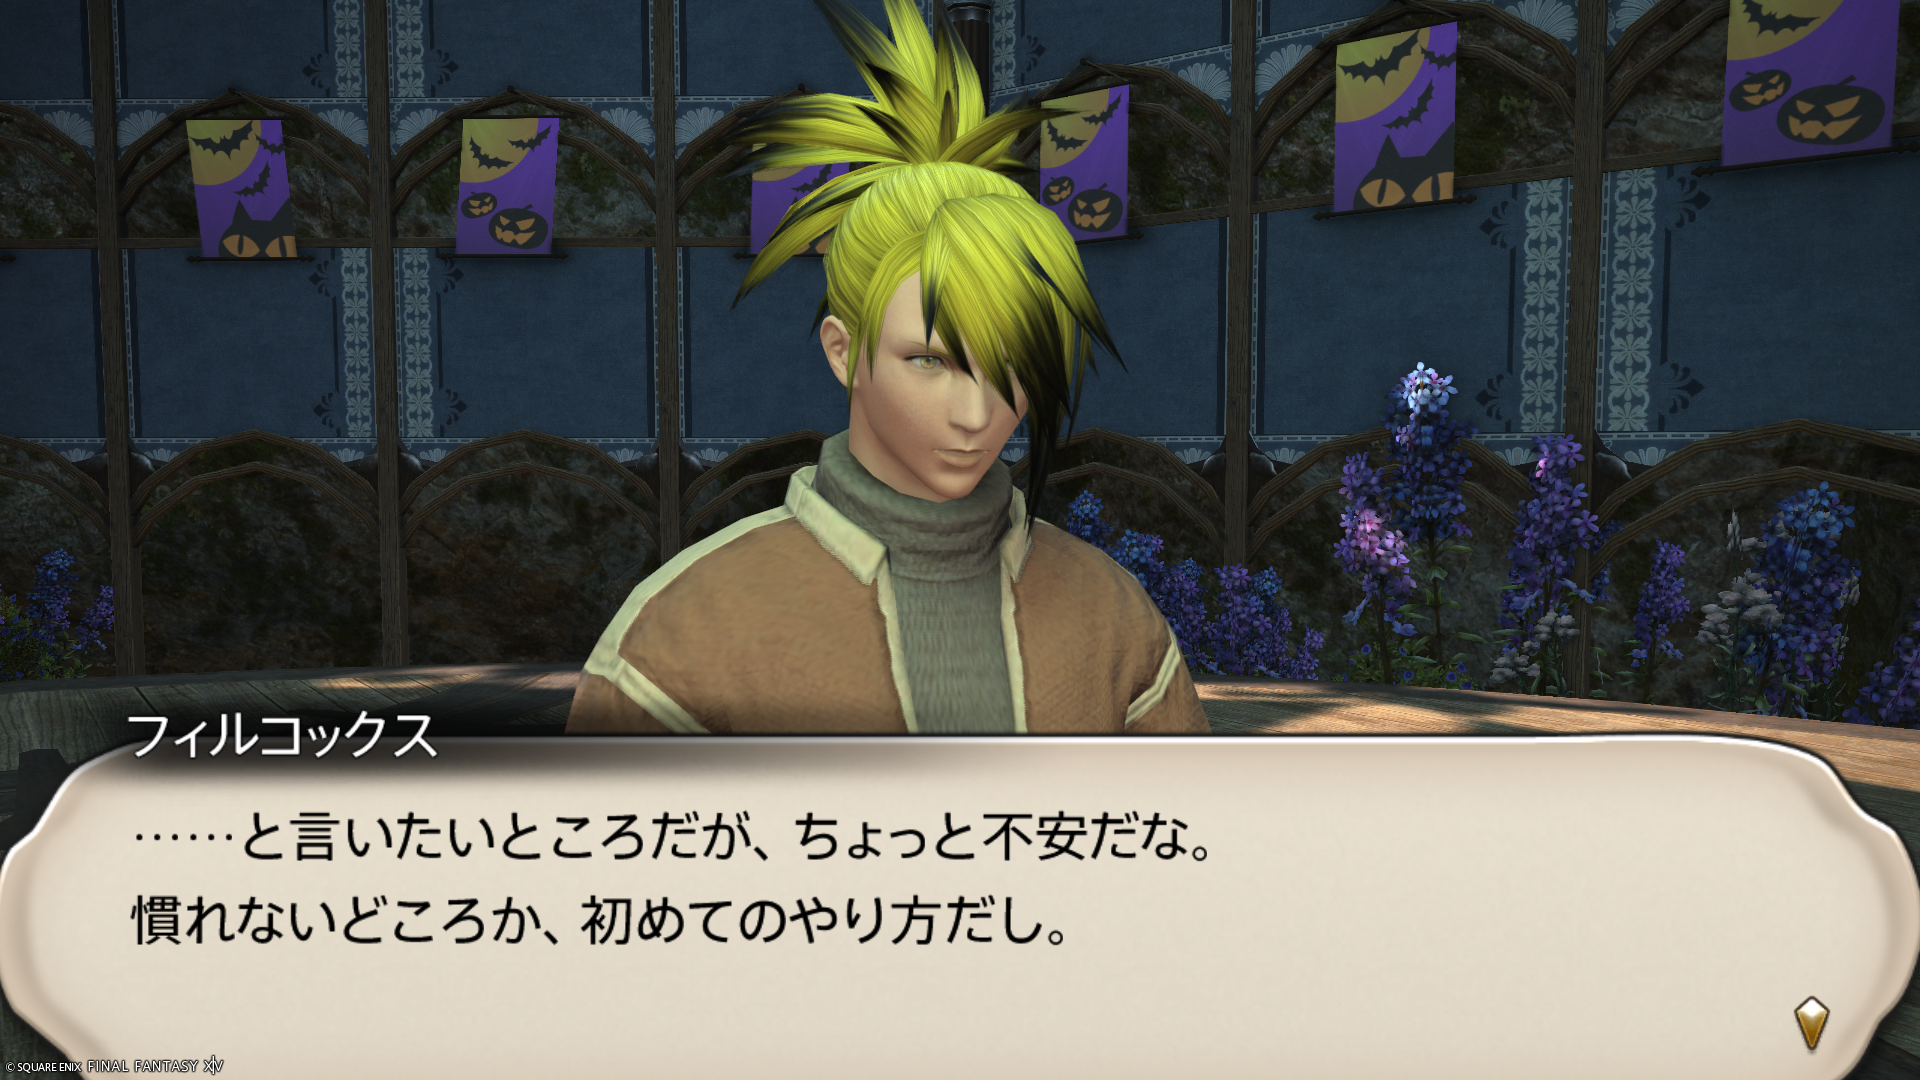 フィルコックス
……と言いたいところだが、ちょっと不安だな。
慣れないどころか、初めてのやり方だし。
© SQUARE ENIX FINAL FANTASY XIV